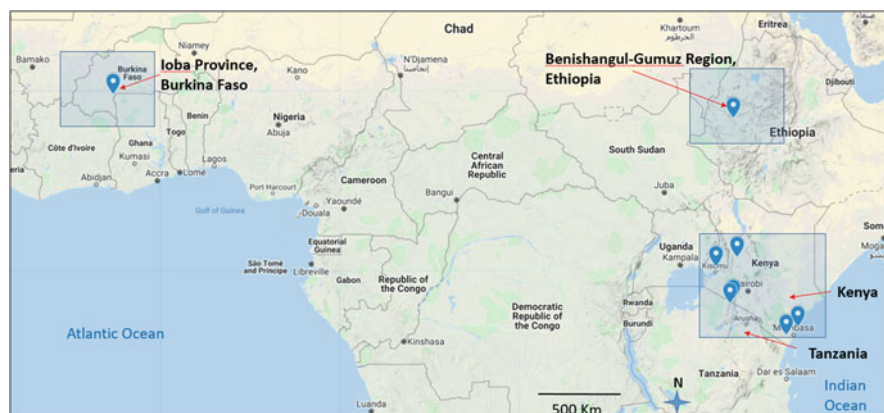 Chad
Khartoum
الخرطوم
Eritrea
Bamako
Niamey
Burkina
Faso
Ioba Province,
Burkina Faso
Kano
N'Djamena
انجامينا
Benishangul-Gumuz Region,
Ethiopia
Djibouti
Benin
Nigeria
Abuja
Ethiopia
Côte d'Ivoire
Ghana
Togo
Kumasi
Lomé
Lagos
Abidjan
Accra
Port Harcourt
Cameroon
Central
African
Republic
South Sudan
Bangui
Juba
Gulf of Guinea
Douala
Yaoundé
Equatorial
Guinea
São Tomé
and Príncipe
Libreville
Gabon
Republic of
the Congo
Uganda
Kampala
Kisumu
Kenya
Nairobi
Kenya
Democratic
Republic of
the Congo
Rwanda
Burundi
Arusha
Atlantic Ocean
Kinshasa
Tanzania
Tanzania
Dar es Salaam
Indian
Ocean
Luanda
500 Km
N